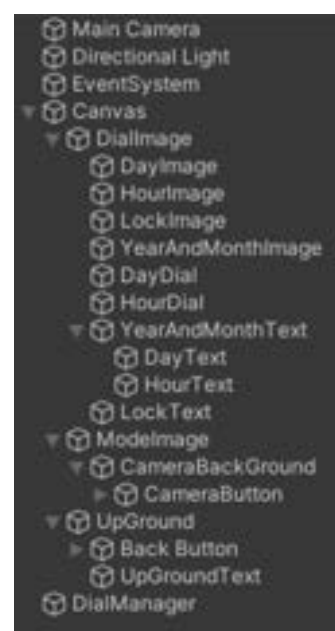 Main Camera
Directional Light
EventSystem
Canvas
DialImage
DayImage
HourImage
LockImage
YearAndMonthImage
DayDial
HourDial
YearAndMonthText
DayText
HourText
LockText
ModeImage
CameraBackGround
CameraButton
UpGround
Back Button
UpGroundText
DialManager